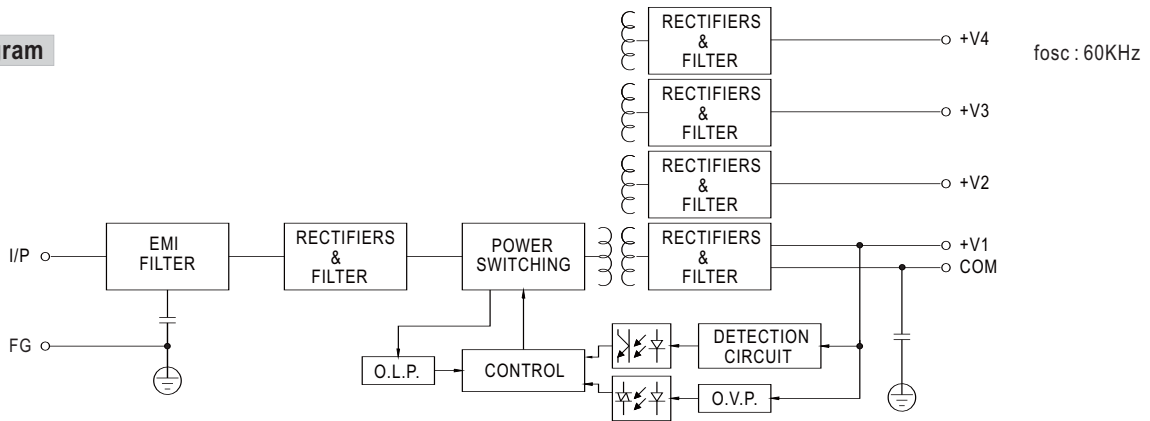 RECTIFIERS
&
FILTER
+V4
fosc : 60KHz
RECTIFIERS
&
FILTER
+V3
RECTIFIERS
&
FILTER
+V2
I/P
EMI
FILTER
RECTIFIERS
&
FILTER
POWER
SWITCHING
RECTIFIERS
&
FILTER
+V1
COM
FG
O.L.P.
CONTROL
DETECTION
CIRCUIT
O.V.P.